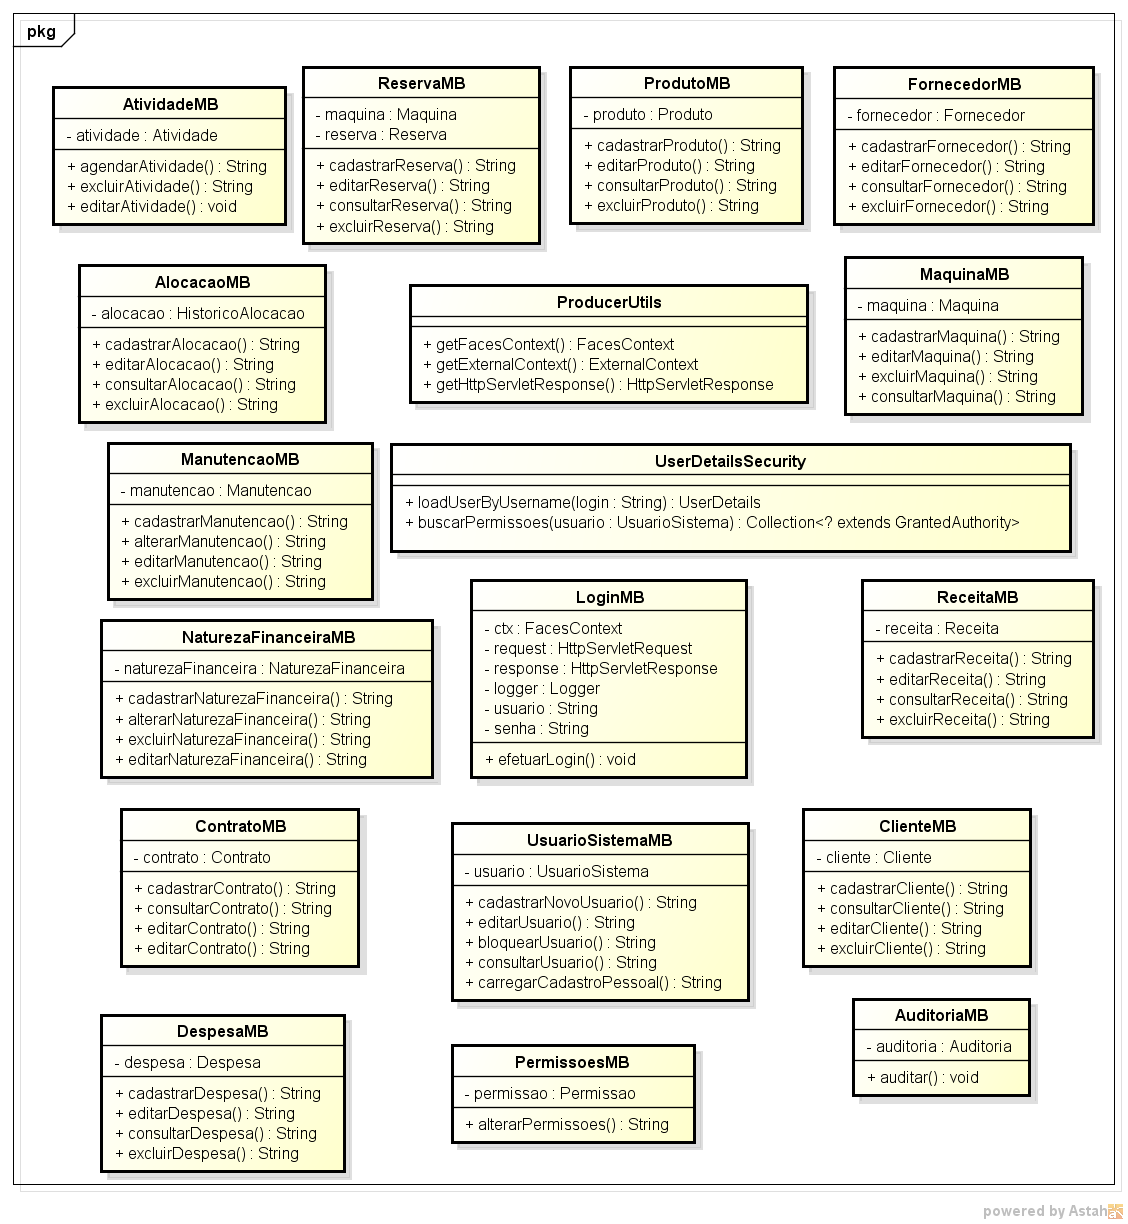 pkg
AtividadeMB
- atividade : Atividade
+ agendarAtividade() : String
+ excluirAtividade() : String
+ editarAtividade() : void
ReservaMB
- maquina : Maquina
- reserva : Reserva
+ cadastrarReserva() : String
+ editarReserva() : String
+ consultarReserva() : String
+ excluirReserva() : String
ProdutoMB
- produto : Produto
+ cadastrarProduto() : String
+ editarProduto() : String
+ consultarProduto() : String
+ excluirProduto() : String
FornecedorMB
- fornecedor : Fornecedor
+ cadastrarFornecedor() : String
+ editarFornecedor() : String
+ consultarFornecedor() : String
+ excluirFornecedor() : String
AlocacaoMB
- alocacao : HistoricoAlocacao
+ cadastrarAlocacao() : String
+ editarAlocacao() : String
+ consultarAlocacao() : String
+ excluirAlocacao() : String
ProducerUtils
+ getFacesContext() : FacesContext
+ getExternalContext() : ExternalContext
+ getHttpServletResponse() : HttpServletResponse
MaquinaMB
- maquina : Maquina
+ cadastrarMaquina() : String
+ editarMaquina() : String
+ excluirMaquina() : String
+ consultarMaquina() : String
ManutencaoMB
- manutencao : Manutencao
+ cadastrarManutencao() : String
+ alterarManutencao() : String
+ editarManutencao() : String
+ excluirManutencao() : String
UserDetailsSecurity
+ loadUserByUsername(login : String) : UserDetails
+ buscarPermissoes(usuario : UsuarioSistema) : Collection<? extends GrantedAuthority>
NaturezaFinanceiraMB
- naturezaFinanceira : NaturezaFinanceira
+ cadastrarNaturezaFinanceira() : String
+ alterarNaturezaFinanceira() : String
+ excluirNaturezaFinanceira() : String
+ editarNaturezaFinanceira() : String
LoginMB
- ctx : FacesContext
- request : HttpServletRequest
- response : HttpServletResponse
- logger : Logger
- usuario : String
- senha : String
+ efetuarLogin() : void
ReceitaMB
- receita : Receita
+ cadastrarReceita() : String
+ editarReceita() : String
+ consultarReceita() : String
+ excluirReceita() : String
ContratoMB
- contrato : Contrato
+ cadastrarContrato() : String
+ consultarContrato() : String
+ editarContrato() : String
+ editarContrato() : String
UsuarioSistemaMB
- usuario : UsuarioSistema
+ cadastrarNovoUsuario() : String
+ editarUsuario() : String
+ bloquearUsuario() : String
+ consultarUsuario() : String
+ carregarCadastroPessoal() : String
ClienteMB
- cliente : Cliente
+ cadastrarCliente() : String
+ consultarCliente() : String
+ editarCliente() : String
+ excluirCliente() : String
DespesaMB
- despesa : Despesa
+ cadastrarDespesa() : String
+ editarDespesa() : String
+ consultarDespesa() : String
+ excluirDespesa() : String
PermissoesMB
- permissao : Permissao
+ alterarPermissoes() : String
AuditoriaMB
- auditoria : Auditoria
+ auditar() : void
powered by Astah